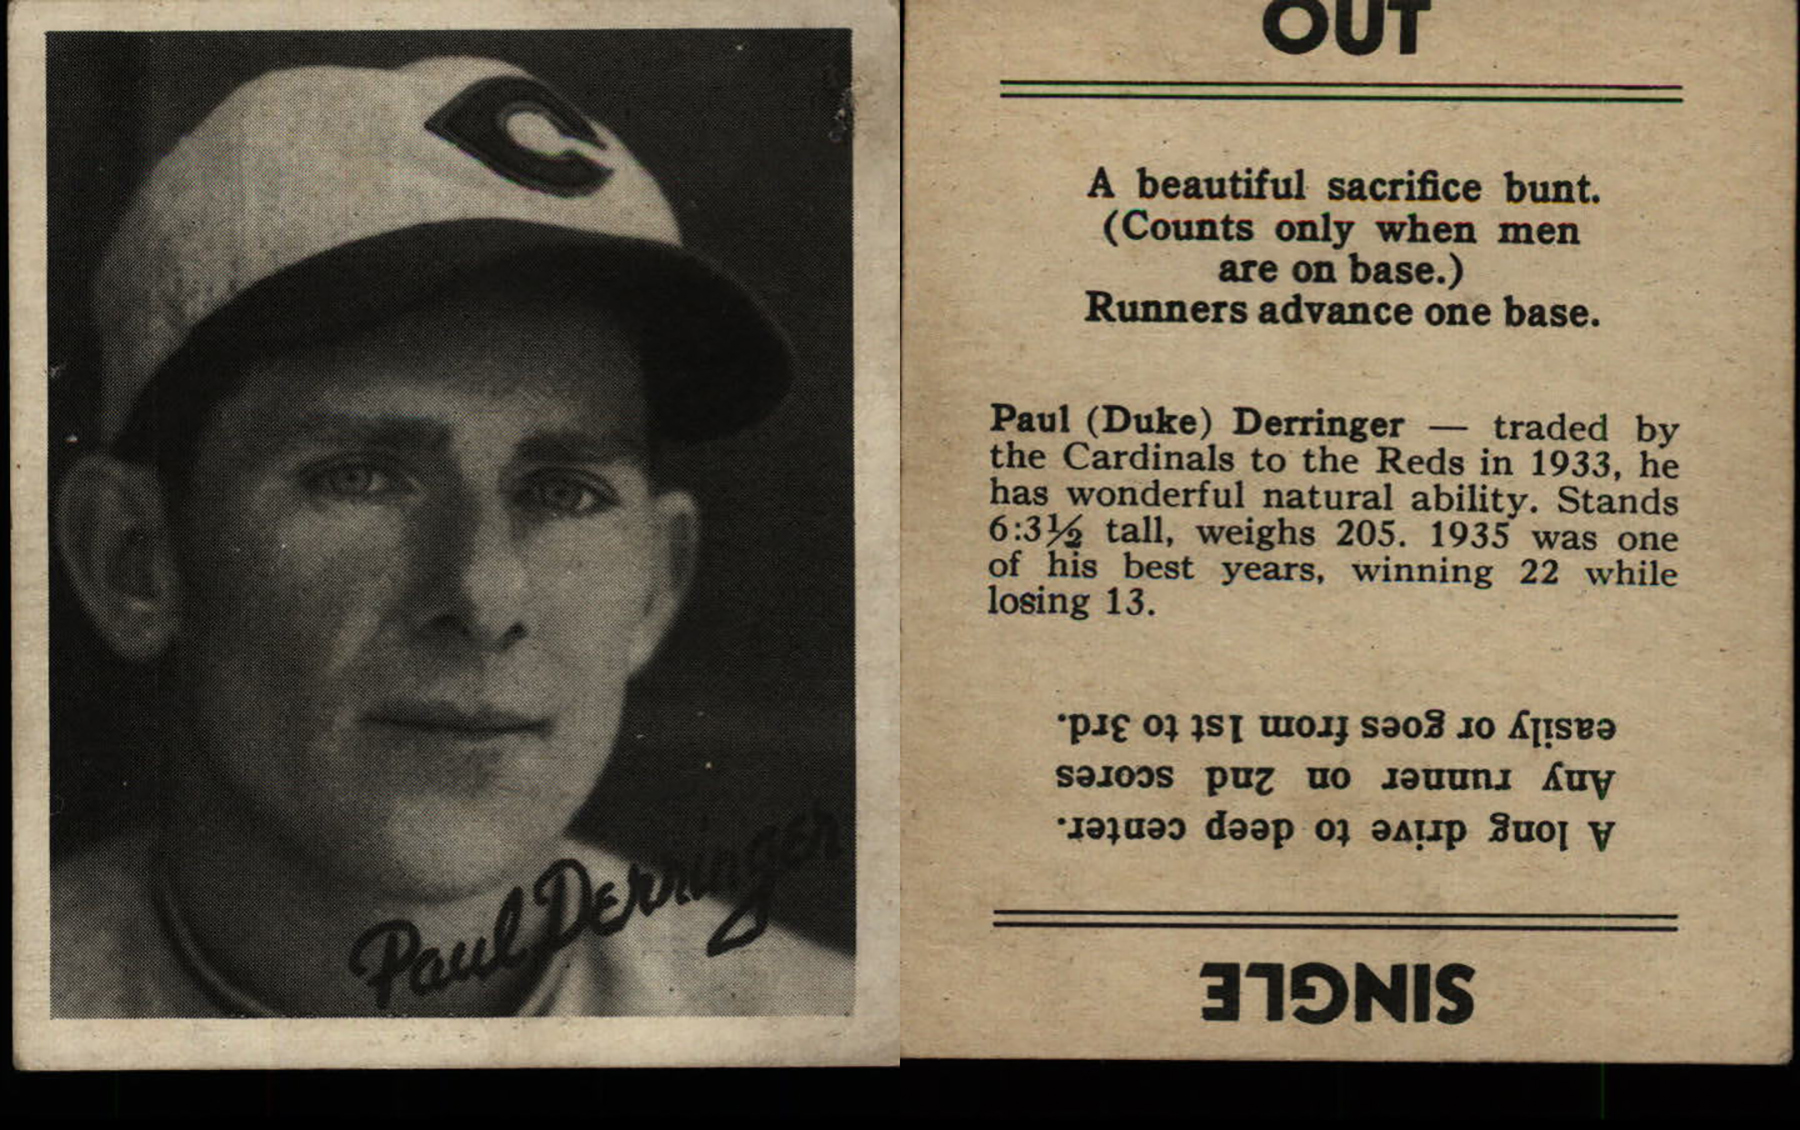 C
Paul Derringer
OUT
A beautiful sacrifice bunt.
(Counts only when men
are on base.)
Runners advance one base.
Paul (Duke) Derringer — traded by
the Cardinals to the Reds in 1933, he
has wonderful natural ability. Stands
6:3½ tall, weighs 205. 1935 was one
of his best years, winning 22 while
losing 13.
SINGLE
A long drive to deep center.
Any runner on 2nd scores
easily or goes from 1st to 3rd.